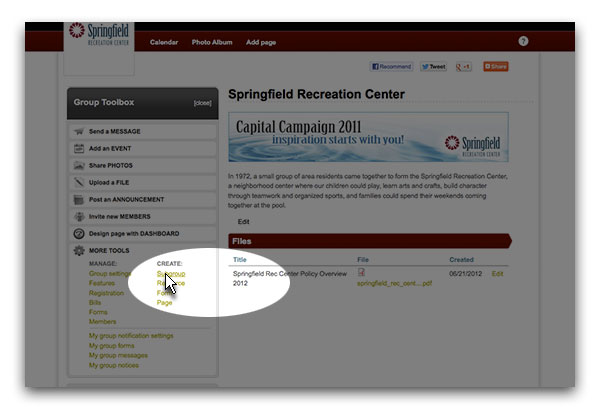 Springfield
RECREATION CENTER
Calendar Photo Album Add page ?
Recommend Tweet +1 Share
Group Toolbox [close]
Send a MESSAGE
Add an EVENT
Share PHOTOS
Upload a FILE
Post an ANNOUNCEMENT
Invite new MEMBERS
Design page with DASHBOARD
MORE TOOLS
MANAGE: CREATE:
Group settings Subgroup
Features
Registration
Bills Page
Forms
Members
My group notification settings
My group forms
My group messages
My group notices
Springfield Recreation Center
Capital Campaign 2011
inspiration starts with you!
Springfield
RECREATION CENTER
In 1972, a small group of area residents came together to form the Springfield Recreation Center,
a neighborhood center where our children could play, learn arts and crafts, build character
through teamwork and organized sports, and families could spend their weekends coming
together at the pool.
Edit
Files
Title File Created
Springfield Rec Center Policy Overview 06/21/2012 Edit
2012 springfield_rec_cent...pdf